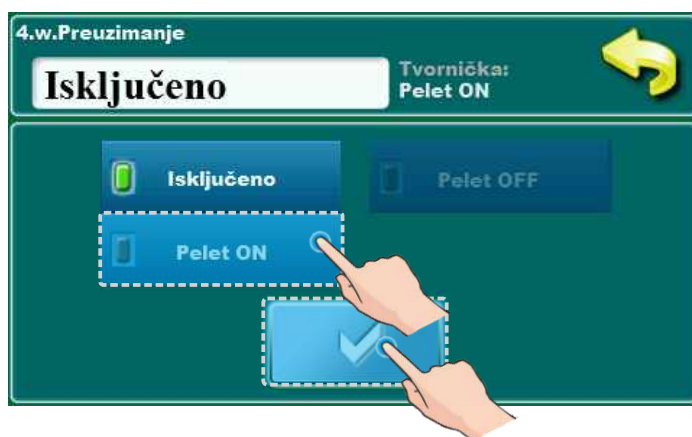 4.w.Preuzimanje
Isključeno
Tvornička:
Pelet ON
Isključeno
Pelet OFF
Pelet ON